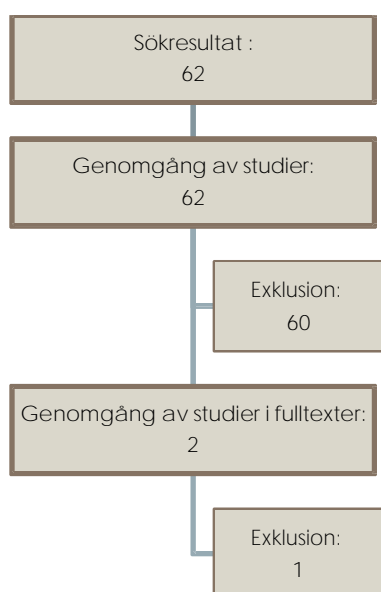 Sökresultat :
62
Genomgång av studier:
62
Exklusion:
60
Genomgång av studier i fulltexter:
2
Exklusion:
1